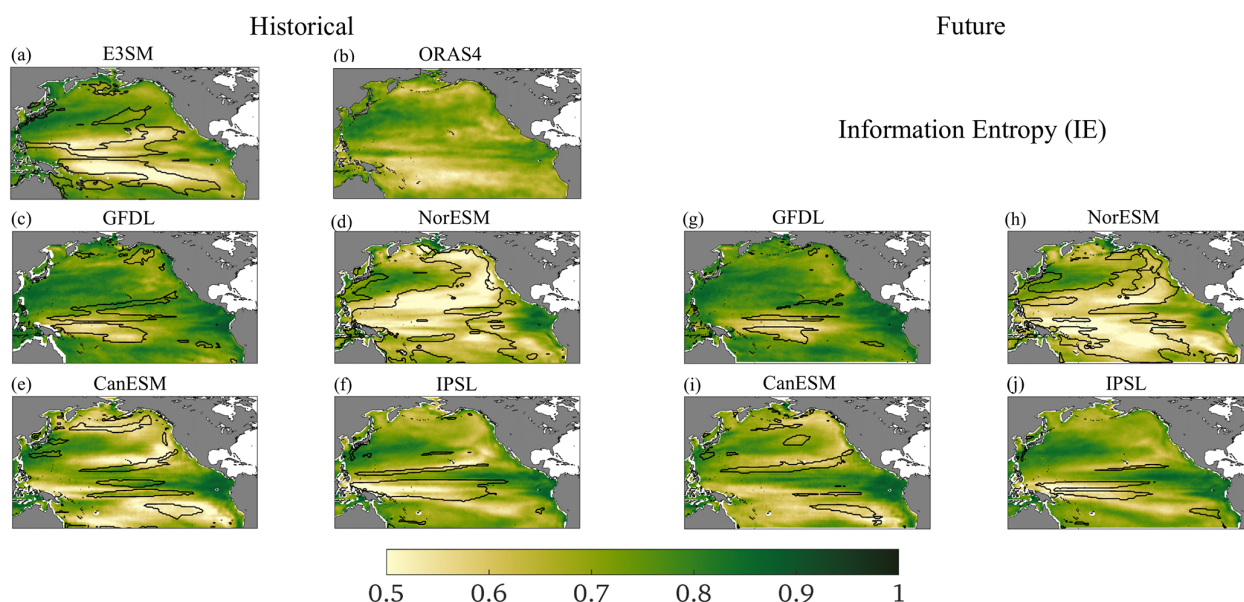 Historical
Future
(a) E3SM
(b) ORAS4
Information Entropy (IE)
(c) GFDL
(d) NorESM
(g) GFDL
(h) NorESM
(e) CanESM
(f) IPSL
(i) CanESM
(j) IPSL
0.5 0.6 0.7 0.8 0.9 1